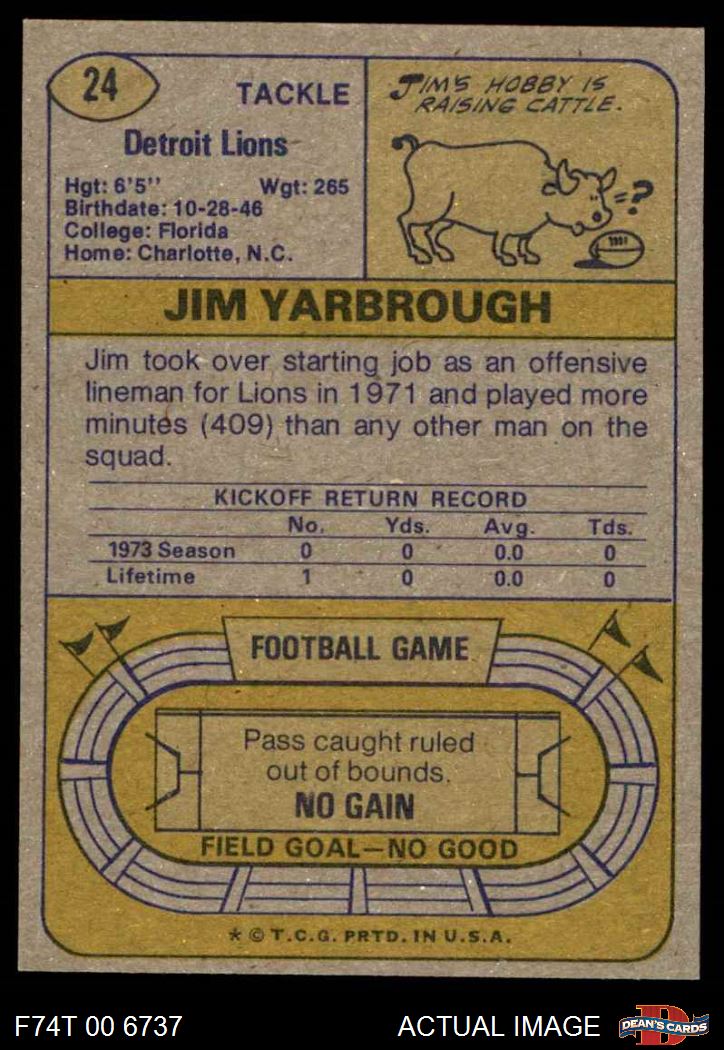 24
TACKLE
Detroit Lions
Hgt: 6'5'' Wgt: 265
Birthdate: 10-28-46
College: Florida
Home: Charlotte, N.C.
JIM'S HOBBY IS
RAISING CATTLE.
=?
JIM YARBROUGH
Jim took over starting job as an offensive
lineman for Lions in 1971 and played more
minutes (409) than any other man on the
squad.
KICKOFF RETURN RECORD
No. Yds. Avg. Tds.
1973 Season 0 0 0.0 0
Lifetime 1 0 0.0 0
FOOTBALL GAME
Pass caught ruled
out of bounds.
NO GAIN
FIELD GOAL—NO GOOD
* © T.C.G. PRTD. IN U.S.A.
F74T 00 6737 ACTUAL IMAGE
D
DEAN'S CARDS